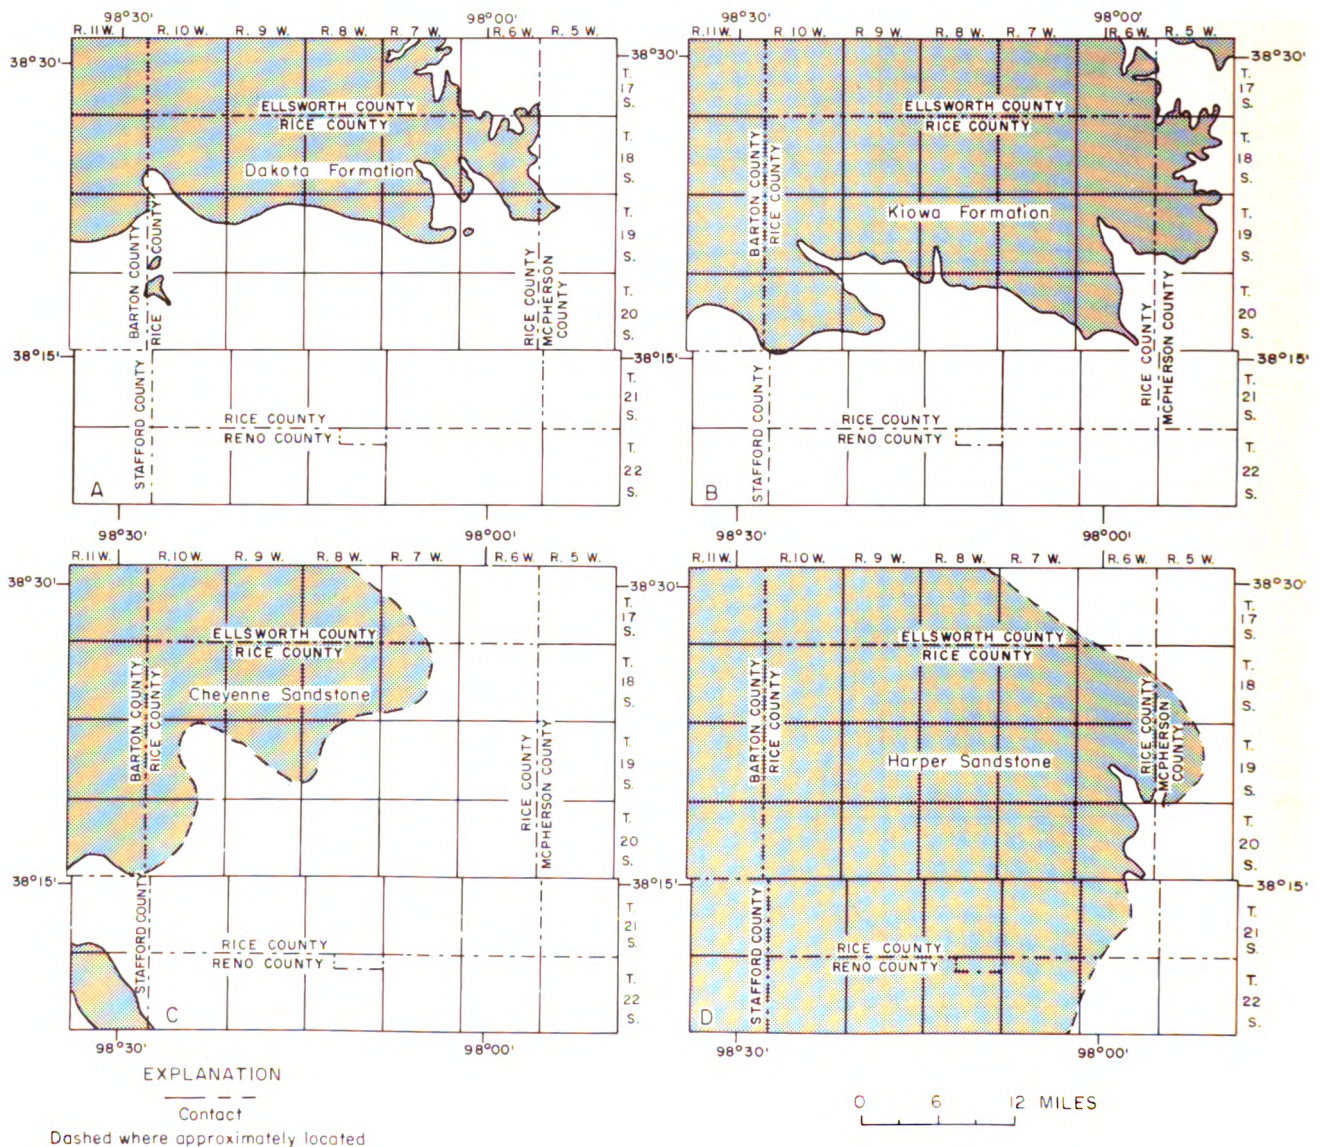 98°30' 98°00'
R. 11 W. R. 10 W. R. 9 W. R. 8 W. R. 7 W. R. 6 W. R. 5 W.
38°30'
T. 17 S.
ELLSWORTH COUNTY
RICE COUNTY
T. 18 S.
Dakota Formation
BARTON COUNTY
RICE COUNTY
T. 19 S.
RICE COUNTY
MCPHERSON COUNTY
T. 20 S.
38°15'
STAFFORD COUNTY
T. 21 S.
RICE COUNTY
RENO COUNTY
T. 22 S.
A
98°30' 98°00'
98°00'
R. 11 W. R. 10 W. R. 9 W. R. 8 W. R. 7 W. R. 6 W. R. 5 W.
38°30'
T. 17 S.
ELLSWORTH COUNTY
RICE COUNTY
BARTON COUNTY
RICE COUNTY
T. 18 S.
Kiowa Formation
T. 19 S.
RICE COUNTY
MCPHERSON COUNTY
T. 20 S.
38°15'
STAFFORD COUNTY
T. 21 S.
RICE COUNTY
RENO COUNTY
T. 22 S.
B
98°30' 98°00'
R. 11 W. R. 10 W. R. 9 W. R. 8 W. R. 7 W. R. 6 W. R. 5 W.
38°30'
T. 17 S.
ELLSWORTH COUNTY
RICE COUNTY
T. 18 S.
Cheyenne Sandstone
BARTON COUNTY
RICE COUNTY
T. 19 S.
RICE COUNTY
MCPHERSON COUNTY
T. 20 S.
38°15'
STAFFORD COUNTY
T. 21 S.
RICE COUNTY
RENO COUNTY
T. 22 S.
C
98°30' 98°00'
R. 11 W. R. 10 W. R. 9 W. R. 8 W. R. 7 W. R. 6 W. R. 5 W.
38°30'
T. 17 S.
ELLSWORTH COUNTY
RICE COUNTY
T. 18 S.
BARTON COUNTY
RICE COUNTY
Harper Sandstone
RICE COUNTY
MCPHERSON COUNTY
T. 19 S.
T. 20 S.
38°15'
STAFFORD COUNTY
T. 21 S.
RICE COUNTY
RENO COUNTY
T. 22 S.
D
98°30' 98°00'
EXPLANATION
Contact
Dashed where approximately located
0 6 12 MILES